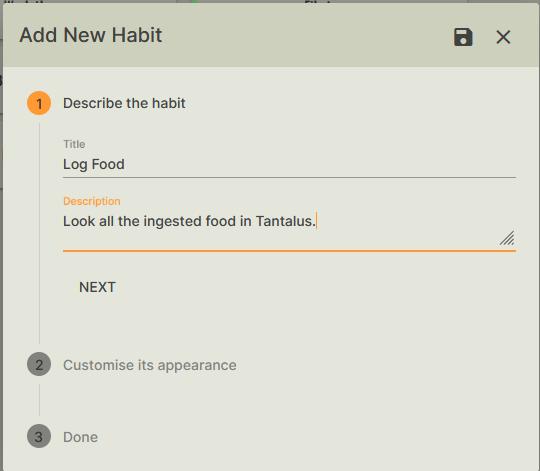 Add New Habit
1 Describe the habit
Title
Log Food
Description
Look all the ingested food in Tantalus.
NEXT
2 Customise its appearance
3 Done